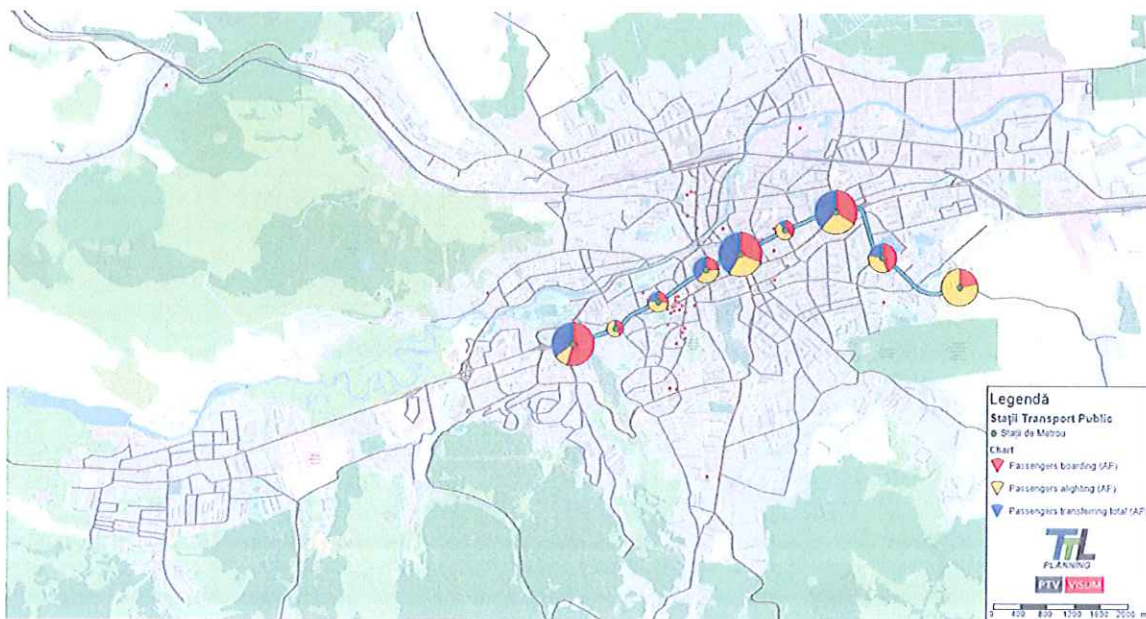 Legendă
Stații Transport Public
Stații de Metrou
Chart
Passengers boarding (AP)
Passengers alighting (AP)
Passengers transferring total (AP)
TTL
PLANNING
PTV VISUM
0 400 800 1200 1600 2000 m